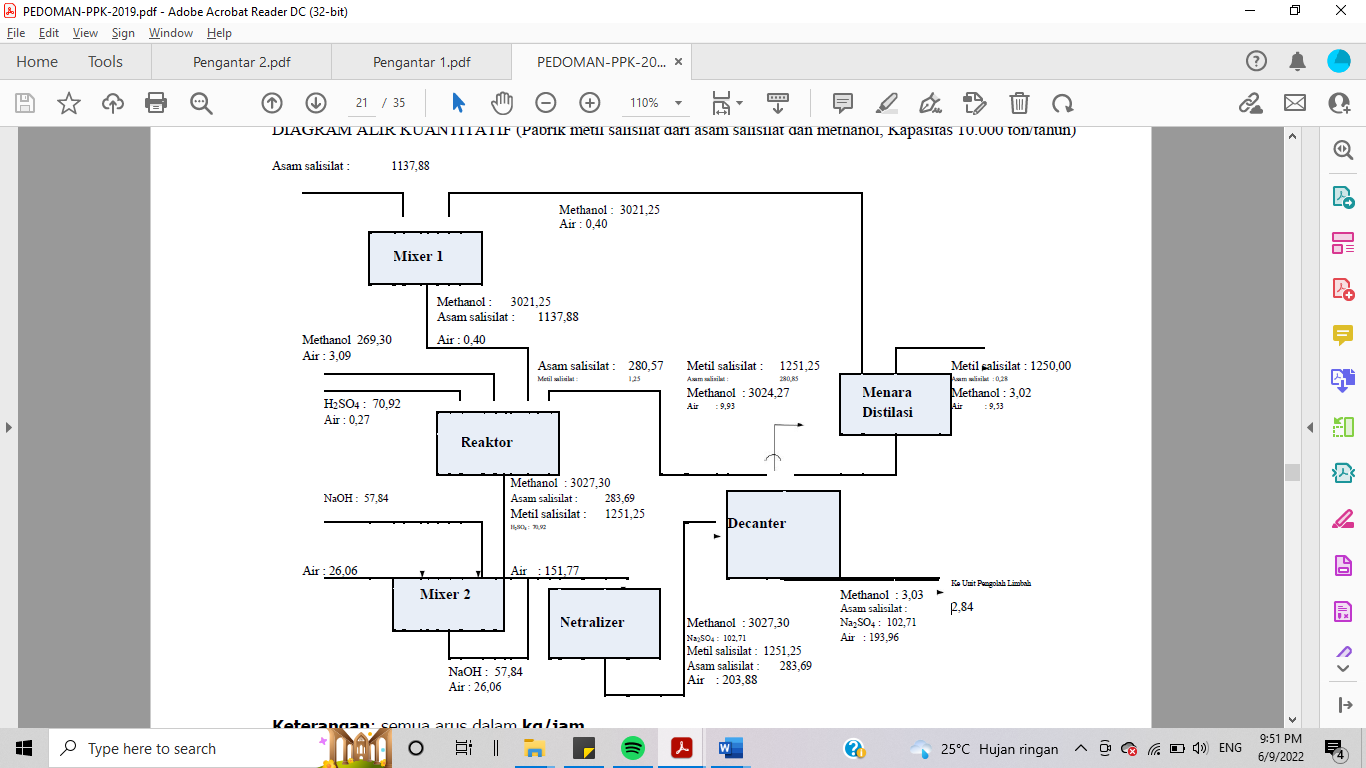 PEDOMAN-PPK-2019.pdf - Adobe Acrobat Reader DC (32-bit)
File Edit View Sign Window Help
Home Tools Pengantar 2.pdf Pengantar 1.pdf PEDOMAN-PPK-20... ×
21 / 35 110%
DIAGRAM ALIR KUANTITATIF (Pabrik metil salisilat dari asam salisilat dan methanol, Kapasitas 10.000 ton/tahun)
Asam salisilat : 1137,88
Methanol : 3021,25
Air : 0,40
Mixer 1
Methanol : 3021,25
Asam salisilat : 1137,88
Air : 0,40
Methanol 269,30
Air : 3,09
Asam salisilat : 280,57
Metil salisilat : 1,25
Metil salisilat : 1251,25
Asam salisilat : 280,85
Methanol : 3024,27
Air : 9,93
Menara
Distilasi
Metil salisilat : 1250,00
Asam salisilat : 0,28
Methanol : 3,02
Air : 9,53
H2SO4 : 70,92
Air : 0,27
Reaktor
Methanol : 3027,30
Asam salisilat : 283,69
Metil salisilat : 1251,25
H2SO4 : 70,92
NaOH : 57,84
Decanter
Air : 26,06
Air : 151,77
Mixer 2
Netralizer
Ke Unit Pengolah Limbah
Methanol : 3,03
Asam salisilat :
2,84
Na2SO4 : 102,71
Air : 193,96
Methanol : 3027,30
Na2SO4 : 102,71
Metil salisilat : 1251,25
Asam salisilat : 283,69
Air : 203,88
NaOH : 57,84
Air : 26,06
Keterangan: semua arus dalam kg/jam
Type here to search
25°C Hujan ringan
ENG
9:51 PM
6/9/2022
4